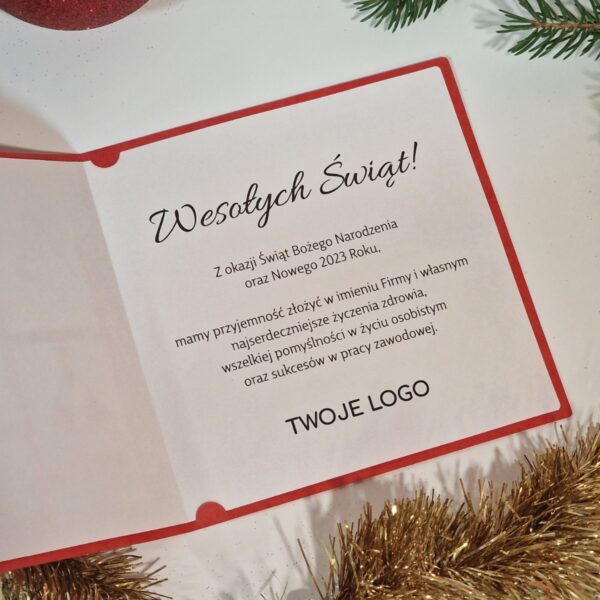 Wesołych Świąt!
Z okazji Świąt Bożego Narodzenia
oraz Nowego 2023 Roku,
mamy przyjemność złożyć w imieniu Firmy i własnym
najserdeczniejsze życzenia zdrowia,
wszelkiej pomyślności w życiu osobistym
oraz sukcesów w pracy zawodowej.
TWOJE LOGO